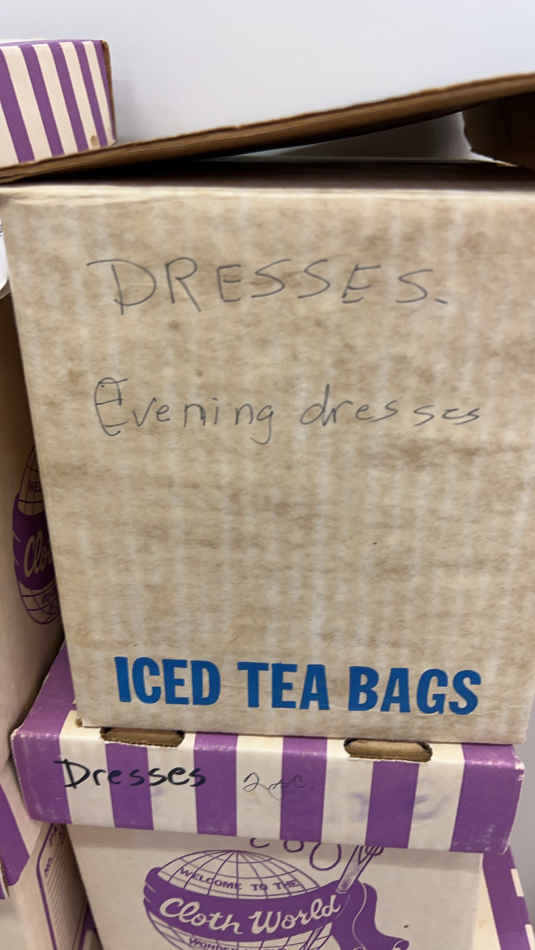 DRESSES.
Evening dresses
ICED TEA BAGS
Dresses
WELCOME TO THE
Cloth World